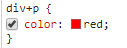 div+p {
color: red;
}